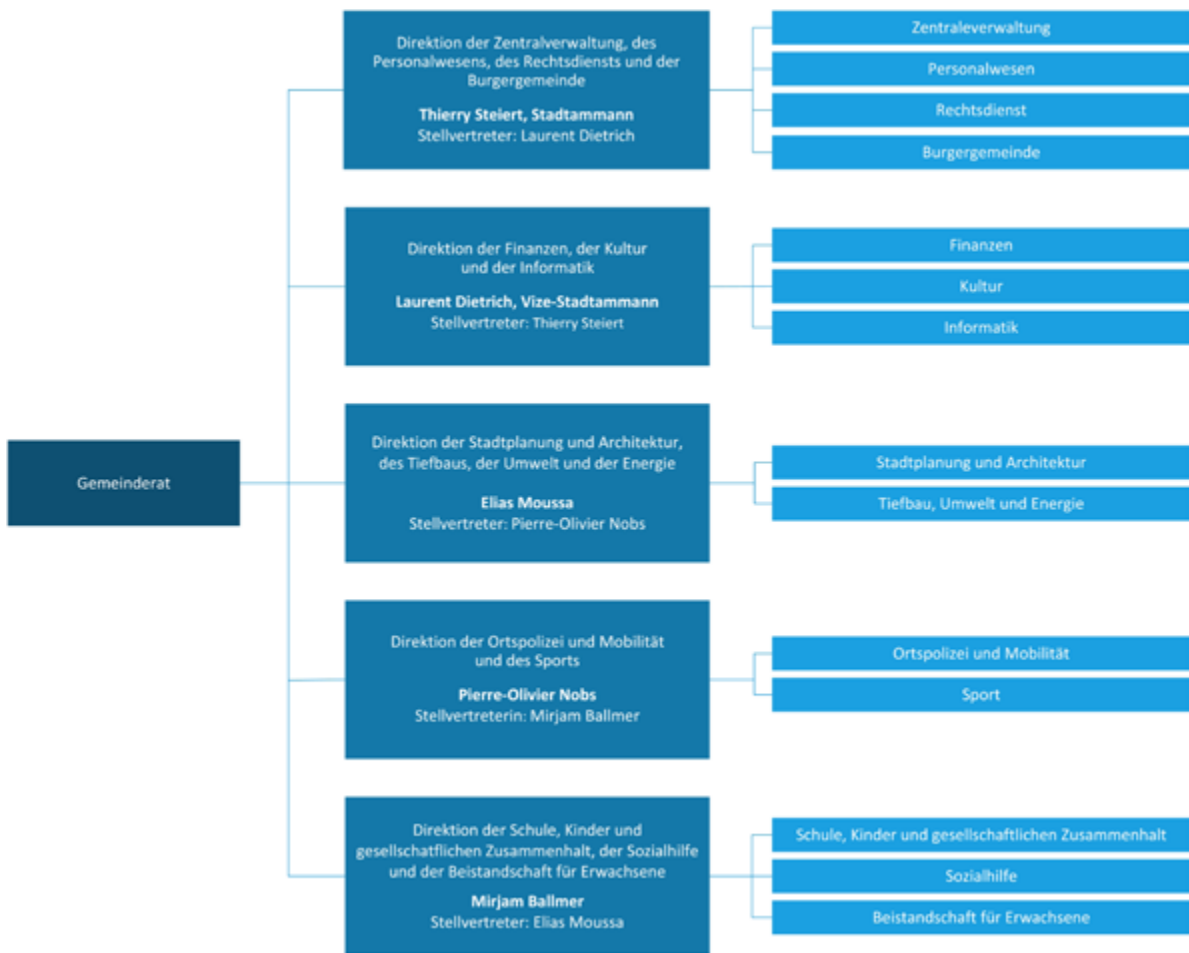 Gemeinderat
Direktion der Zentralverwaltung, des
Personalwesens, des Rechtsdiensts und der
Burgergemeinde
Thierry Steiert, Stadtammann
Stellvertreter: Laurent Dietrich
Zentraleverwaltung
Personalwesen
Rechtsdienst
Burgergemeinde
Direktion der Finanzen, der Kultur
und der Informatik
Laurent Dietrich, Vize-Stadtammann
Stellvertreter: Thierry Steiert
Finanzen
Kultur
Informatik
Direktion der Stadtplanung und Architektur,
des Tiefbaus, der Umwelt und der Energie
Elias Moussa
Stellvertreter: Pierre-Olivier Nobs
Stadtplanung und Architektur
Tiefbau, Umwelt und Energie
Direktion der Ortspolizei und Mobilität
und des Sports
Pierre-Olivier Nobs
Stellvertreterin: Mirjam Ballmer
Ortspolizei und Mobilität
Sport
Direktion der Schule, Kinder und
gesellschatflichen Zusammenhalt, der Sozialhilfe
und der Beistandschaft für Erwachsene
Mirjam Ballmer
Stellvertreter: Elias Moussa
Schule, Kinder und gesellschaftlichen Zusammenhalt
Sozialhilfe
Beistandschaft für Erwachsene